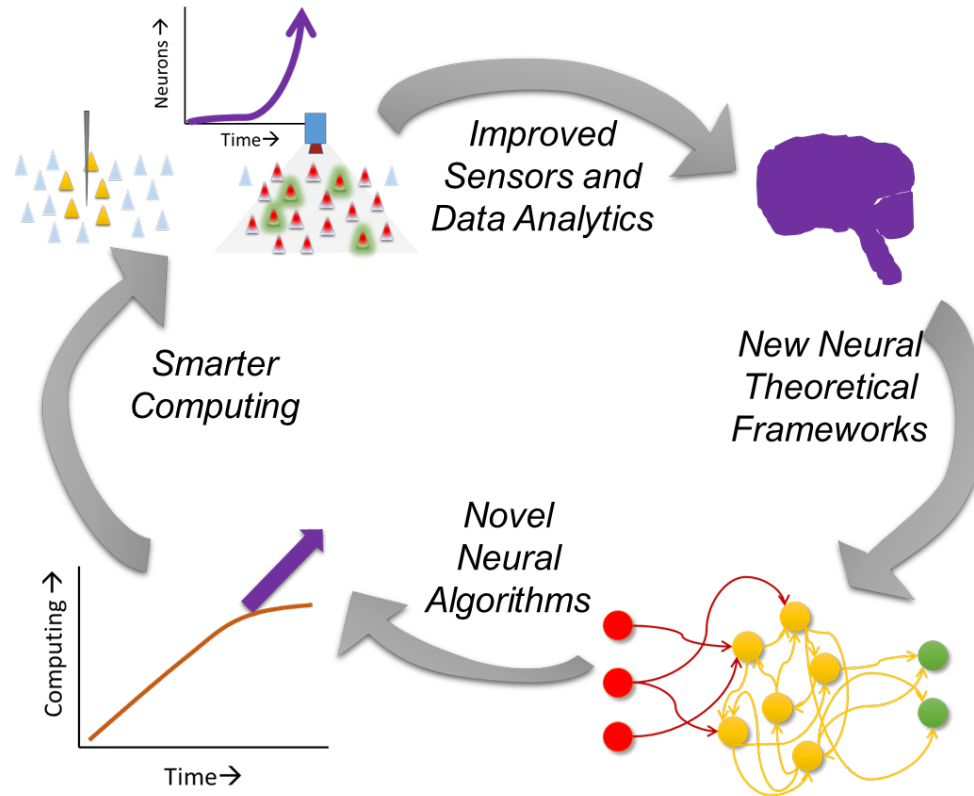 Neurons →
Time→
Improved
Sensors and
Data Analytics
New Neural
Theoretical
Frameworks
Novel
Neural
Algorithms
Smarter
Computing
Computing →
Time→